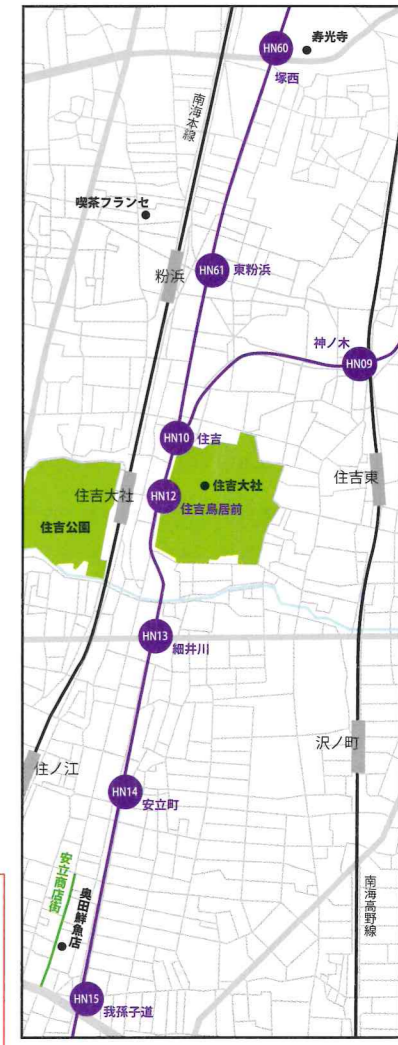 HN60
寿光寺
塚西
南海本線
喫茶フランセ
粉浜
HN61
東粉浜
神ノ木
HN09
HN10
住吉
住吉大社
HN12
住吉大社
住吉東
住吉公園
住吉鳥居前
HN13
細井川
沢ノ町
住ノ江
HN14
安立町
安立商店街
奥田鮮魚店
南海高野線
HN15
我孫子道